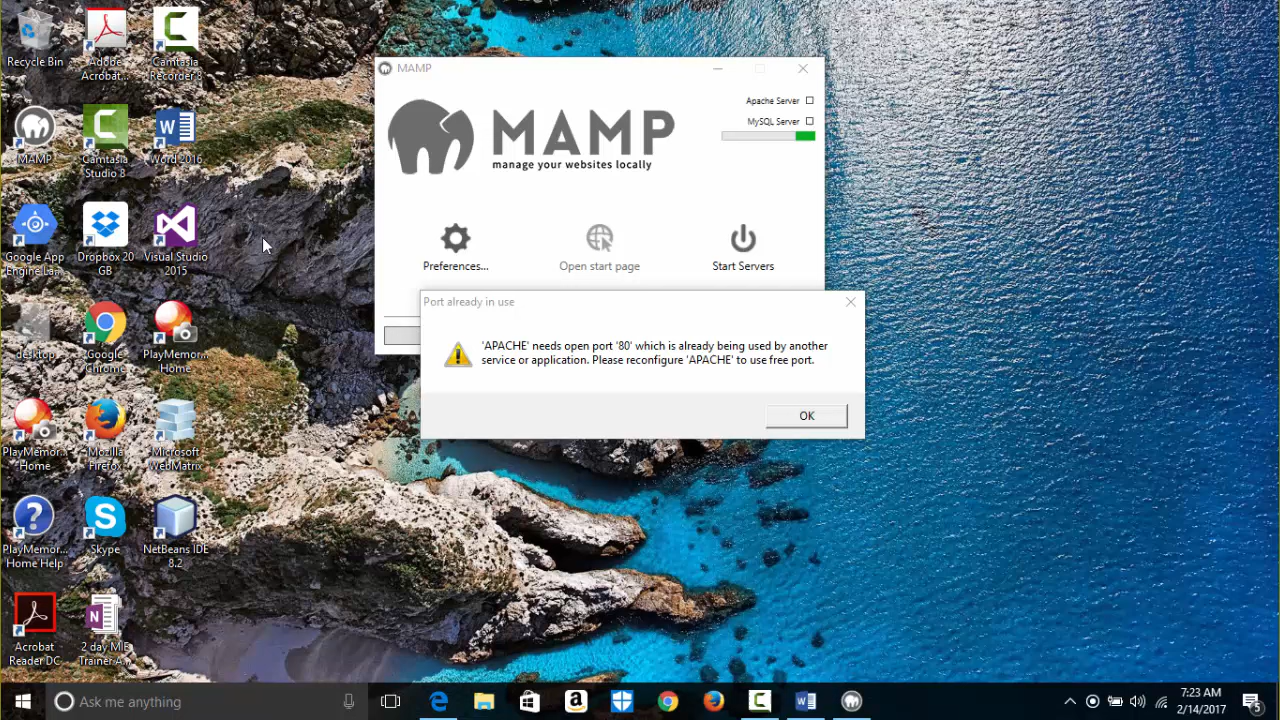 Recycle Bin
Adobe
Acrobat...
Camtasia
Recorder 8
MAMP
Camtasia
Studio 8
Word 2016
Google App
Engine La...
Dropbox 20
GB
Visual Studio
2015
desktop
Google
Chrome
PlayMemor...
Home
PlayMemor...
Home
Mozilla
Firefox
Microsoft
WebMatrix
PlayMemor...
Home Help
Skype
NetBeans IDE
8.2
Acrobat
Reader DC
2 day MIE
Trainer A...
MAMP
MAMP
manage your websites locally
Apache Server
MySQL Server
Preferences...
Open start page
Start Servers
Port already in use
'APACHE' needs open port '80' which is already being used by another
service or application. Please reconfigure 'APACHE' to use free port.
OK
Ask me anything
7:23 AM
2/14/2017
5